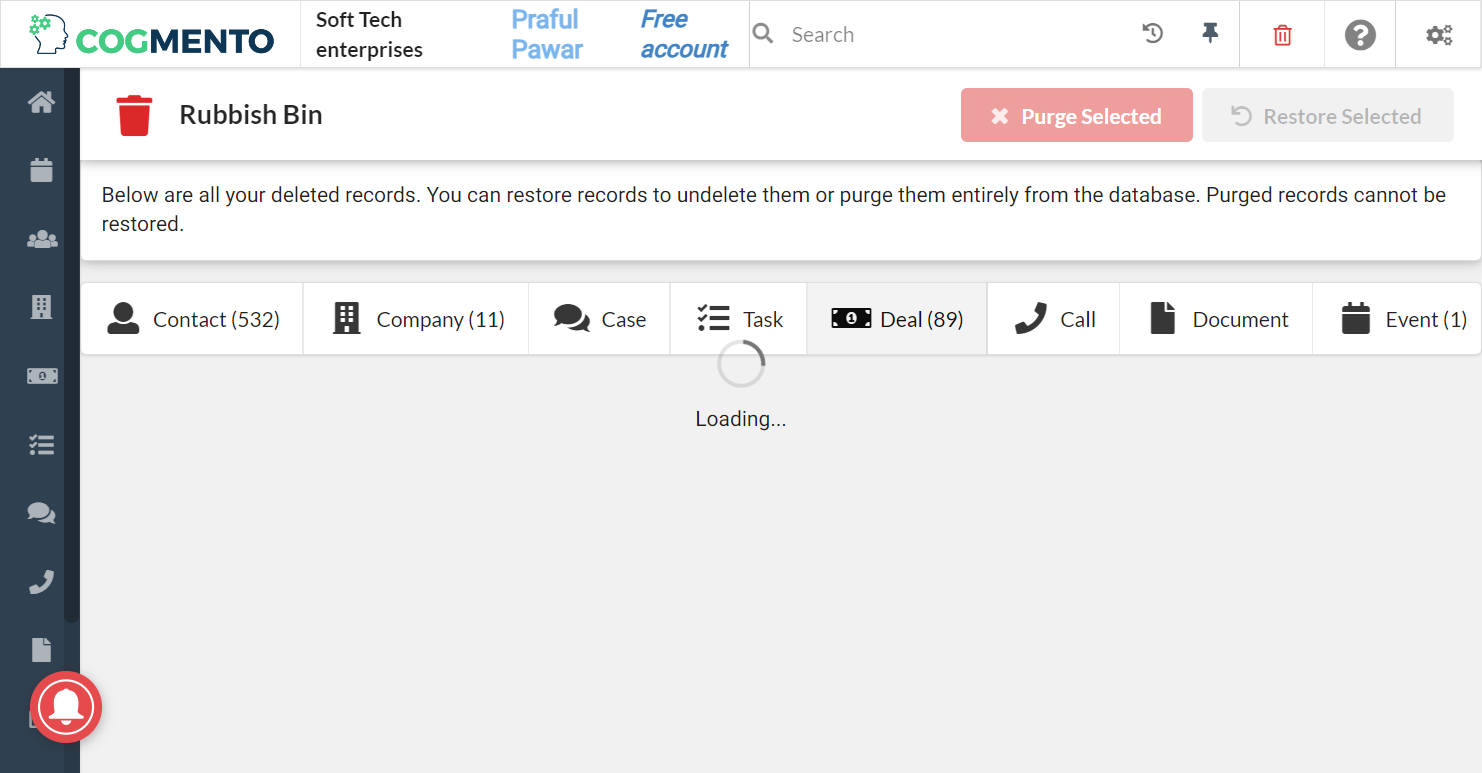 COGMENTO
Soft Tech
enterprises
Praful
Pawar
Free
account
Search
Rubbish Bin
Purge Selected
Restore Selected
Below are all your deleted records. You can restore records to undelete them or purge them entirely from the database. Purged records cannot be
restored.
Contact (532)
Company (11)
Case
Task
Deal (89)
Call
Document
Event (1)
Loading...